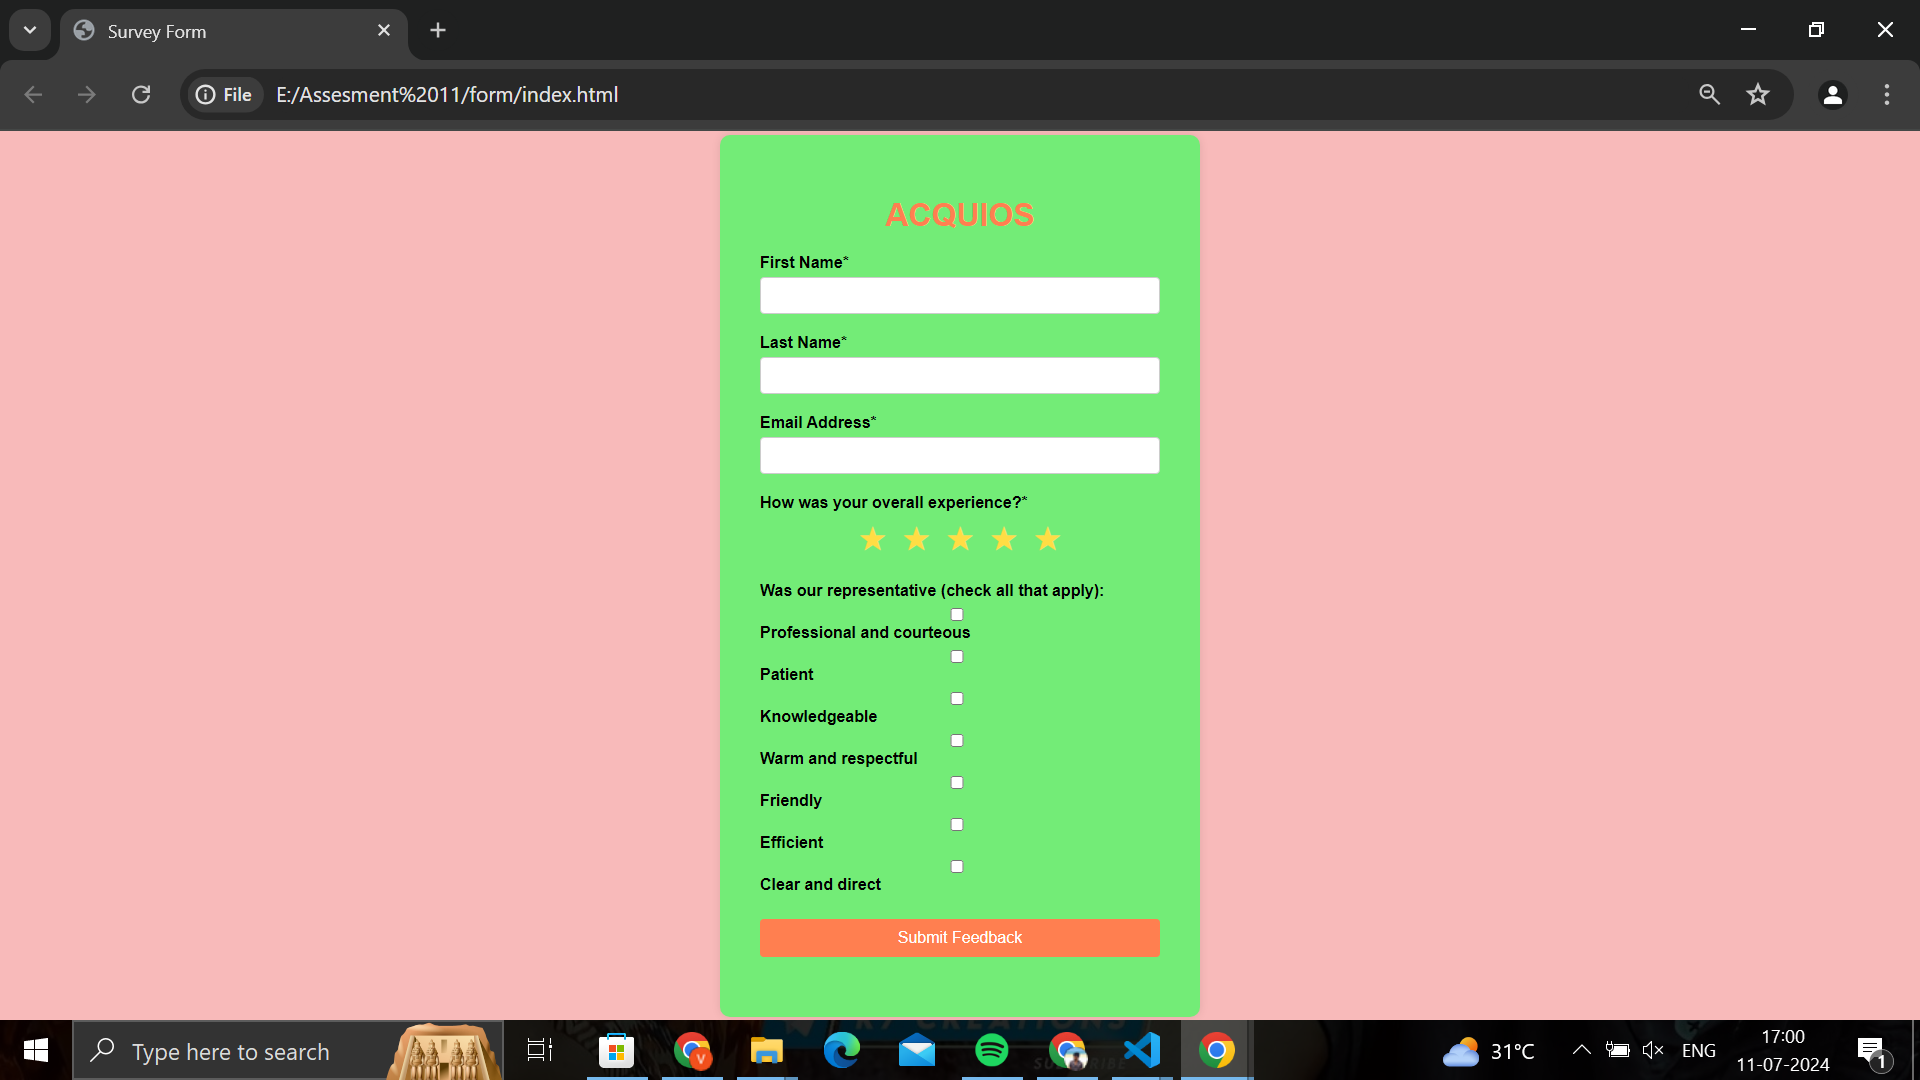 Survey Form
File E:/Assesment%2011/form/index.html
ACQUIOS
First Name*
Last Name*
Email Address*
How was your overall experience?*
Was our representative (check all that apply):
Professional and courteous
Patient
Knowledgeable
Warm and respectful
Friendly
Efficient
Clear and direct
Submit Feedback
Type here to search
V
CREATIONS
SUBSCRIBE
31°C
ENG
17:00
11-07-2024
1